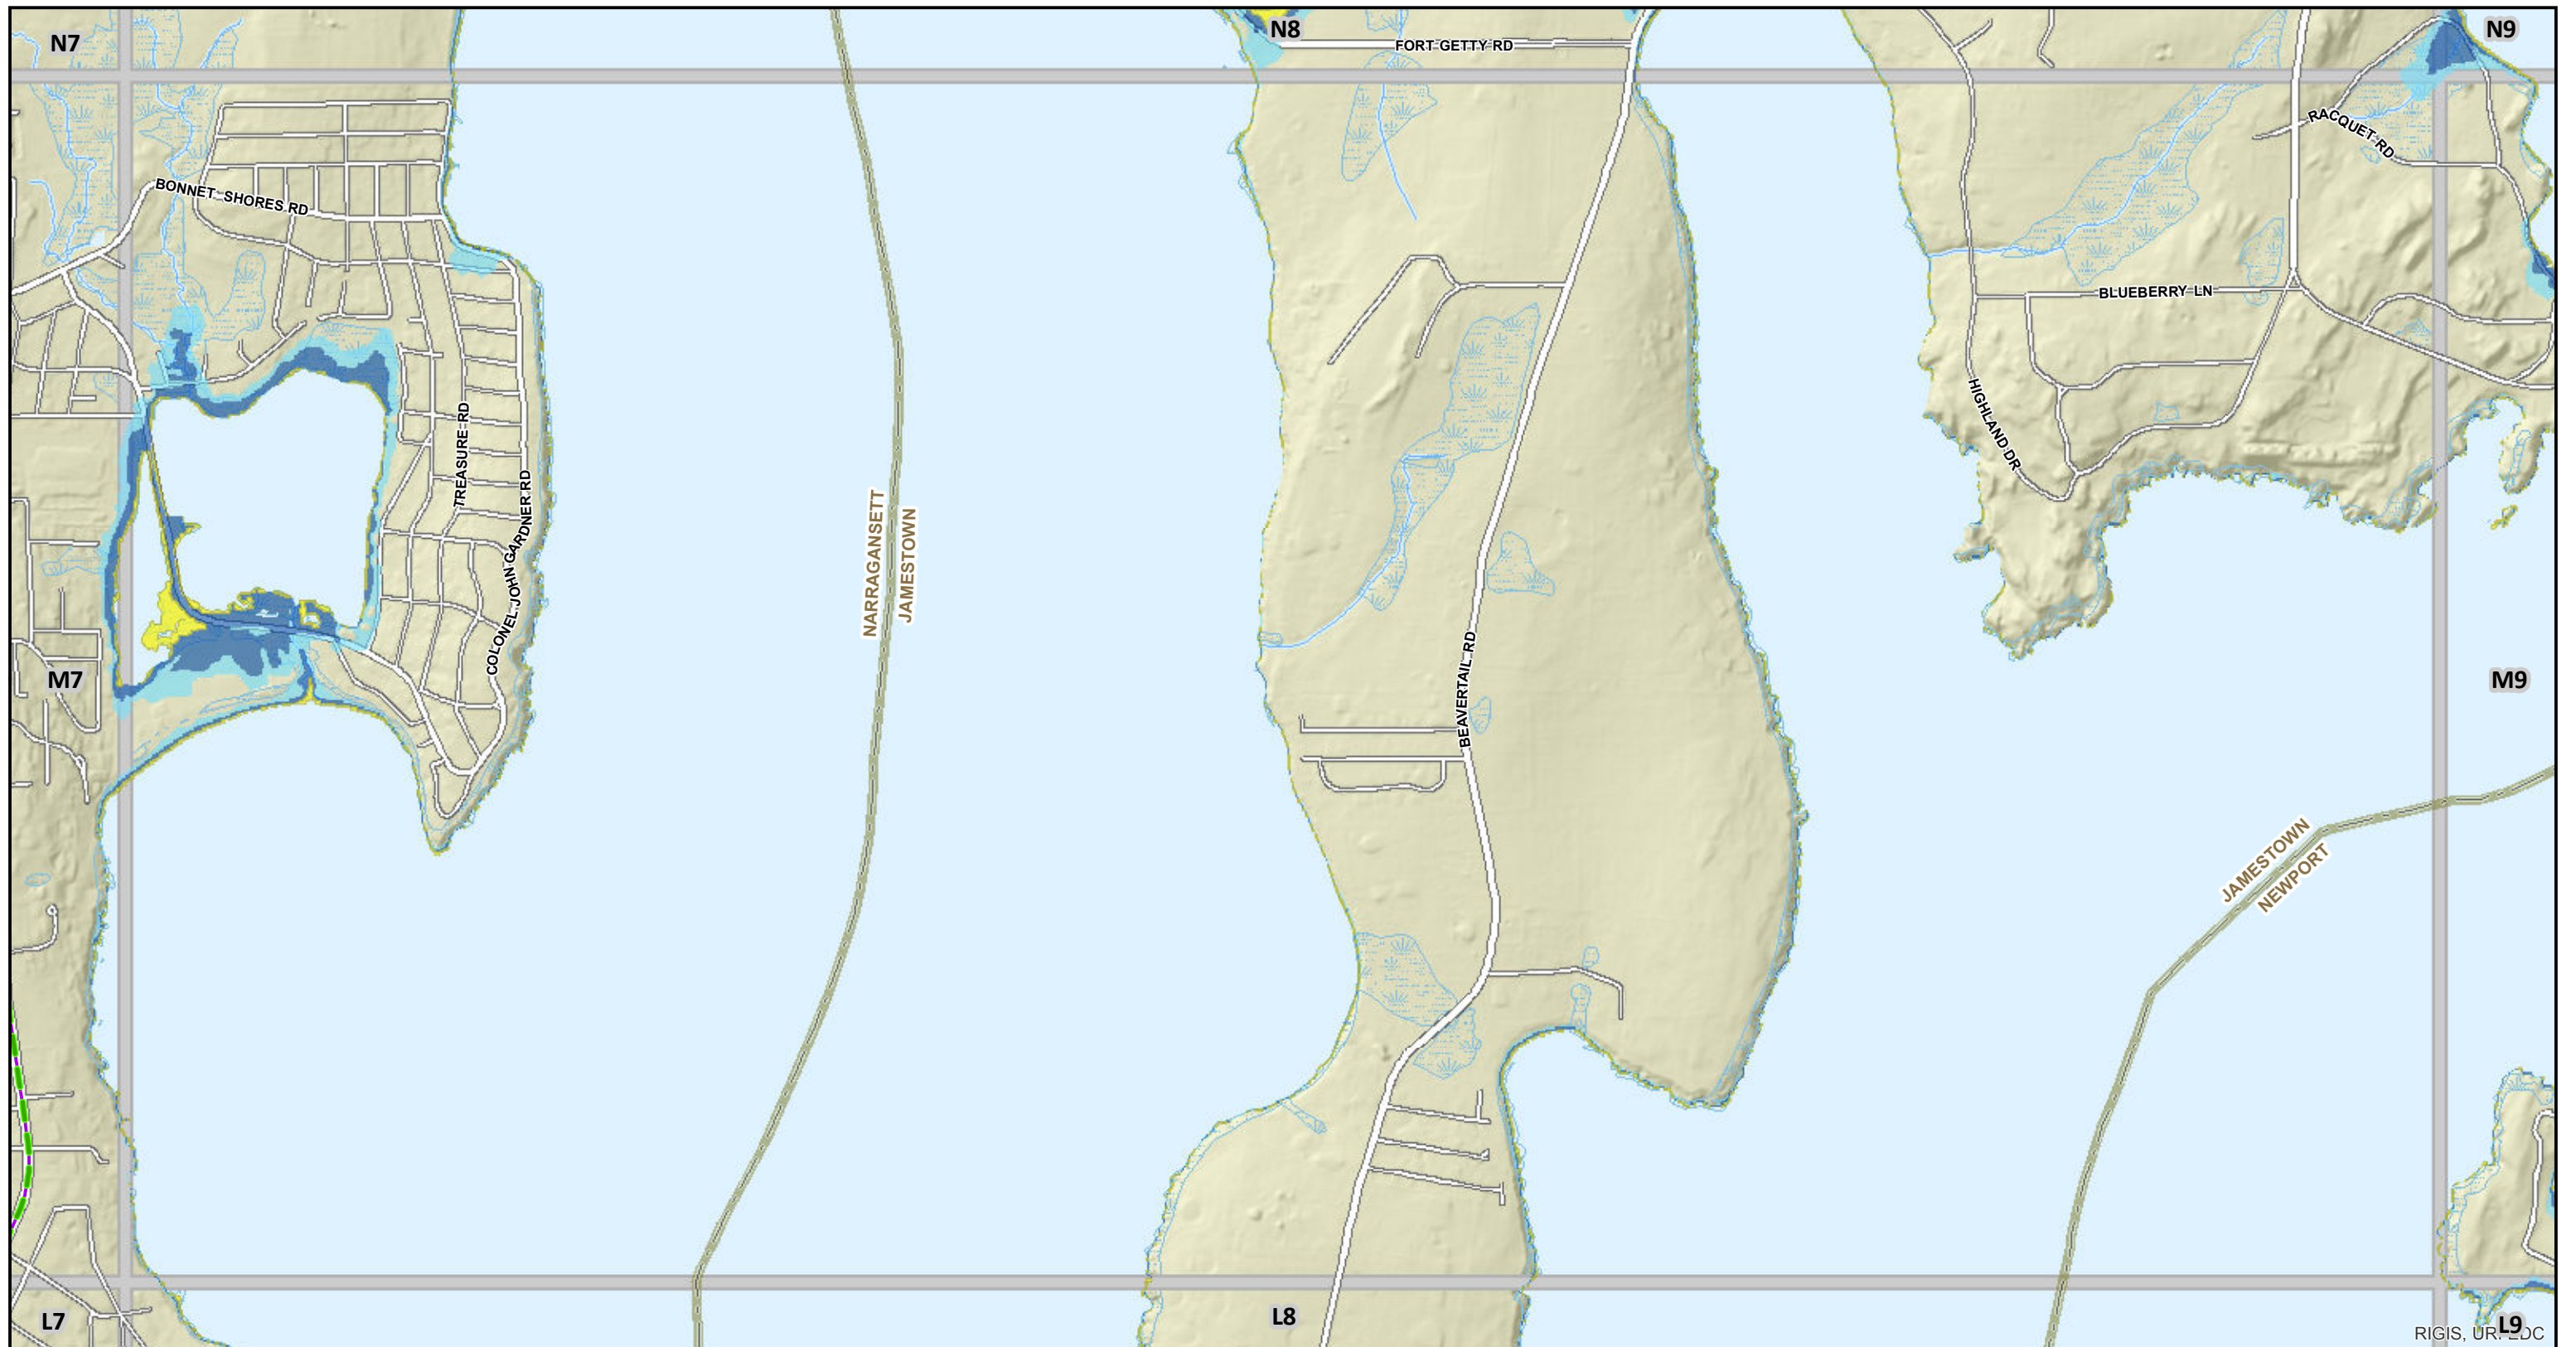 N7
N8
FORT GETTY RD
N9
RACQUET RD
BONNET SHORES RD
BLUEBERRY LN
HIGHLAND DR
TREASURE RD
COLONEL JOHN GARDNER RD
NARRAGANSETT
JAMESTOWN
BEAVERTAIL RD
M7
M9
JAMESTOWN
NEWPORT
L7
L8
L9
RIGIS,